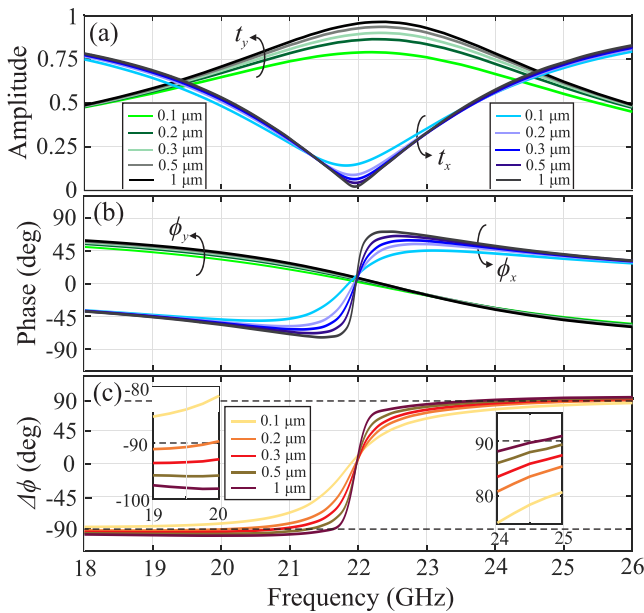 (a)
Amplitude
1
0.75
0.5
0.25
0
t_y
t_x
0.1 μm
0.2 μm
0.3 μm
0.5 μm
1 μm
0.1 μm
0.2 μm
0.3 μm
0.5 μm
1 μm
(b)
Phase (deg)
90
45
0
-45
-90
ϕ_y
ϕ_x
(c)
Δϕ (deg)
90
45
0
-45
-90
-80
-90
-100
19
20
0.1 μm
0.2 μm
0.3 μm
0.5 μm
1 μm
90
80
24
25
18 19 20 21 22 23 24 25 26
Frequency (GHz)